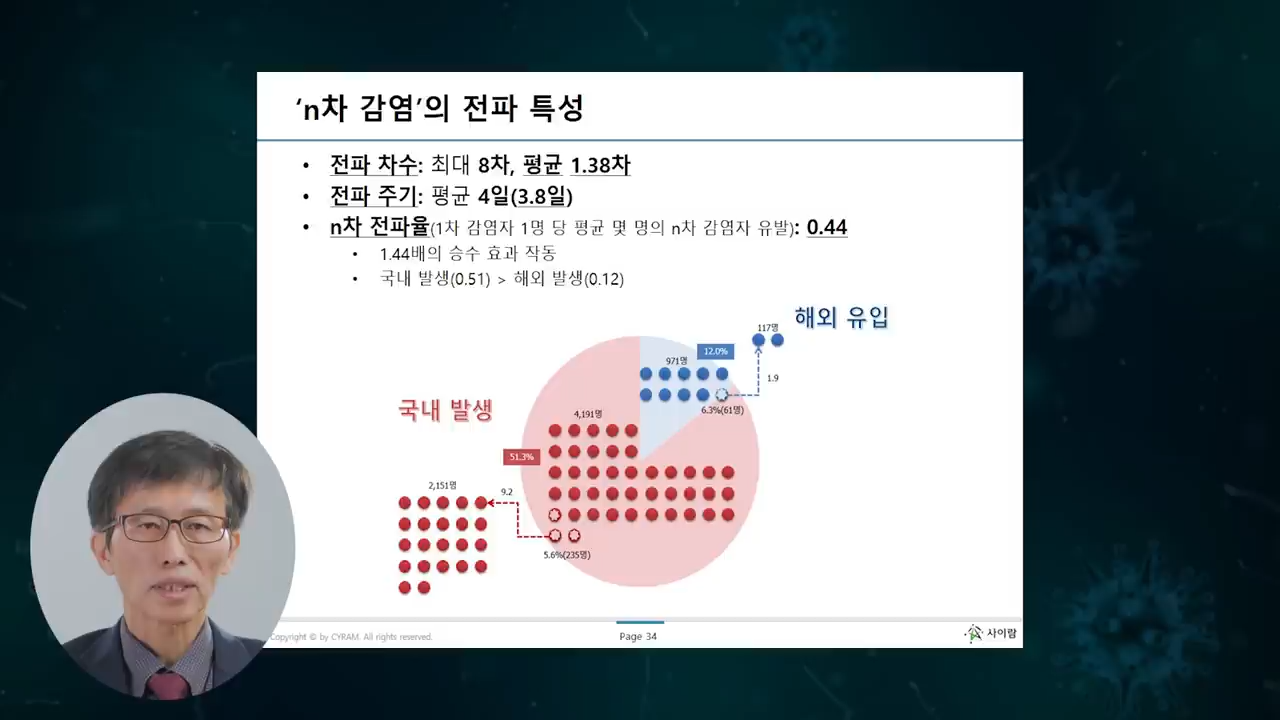 ‘n차 감염’의 전파 특성
• 전파 차수: 최대 8차, 평균 1.38차
• 전파 주기: 평균 4일(3.8일)
• n차 전파율(1차 감염자 1명 당 평균 몇 명의 n차 감염자 유발): 0.44
• 1.44배의 승수 효과 작동
• 국내 발생(0.51) > 해외 발생(0.12)
해외 유입
117명
12.0%
971명
1.9
6.3%(61명)
국내 발생
4,191명
51.3%
2,151명
9.2
5.6%(235명)
Copyright © by CYRAM. All rights reserved.
Page 34
사이람